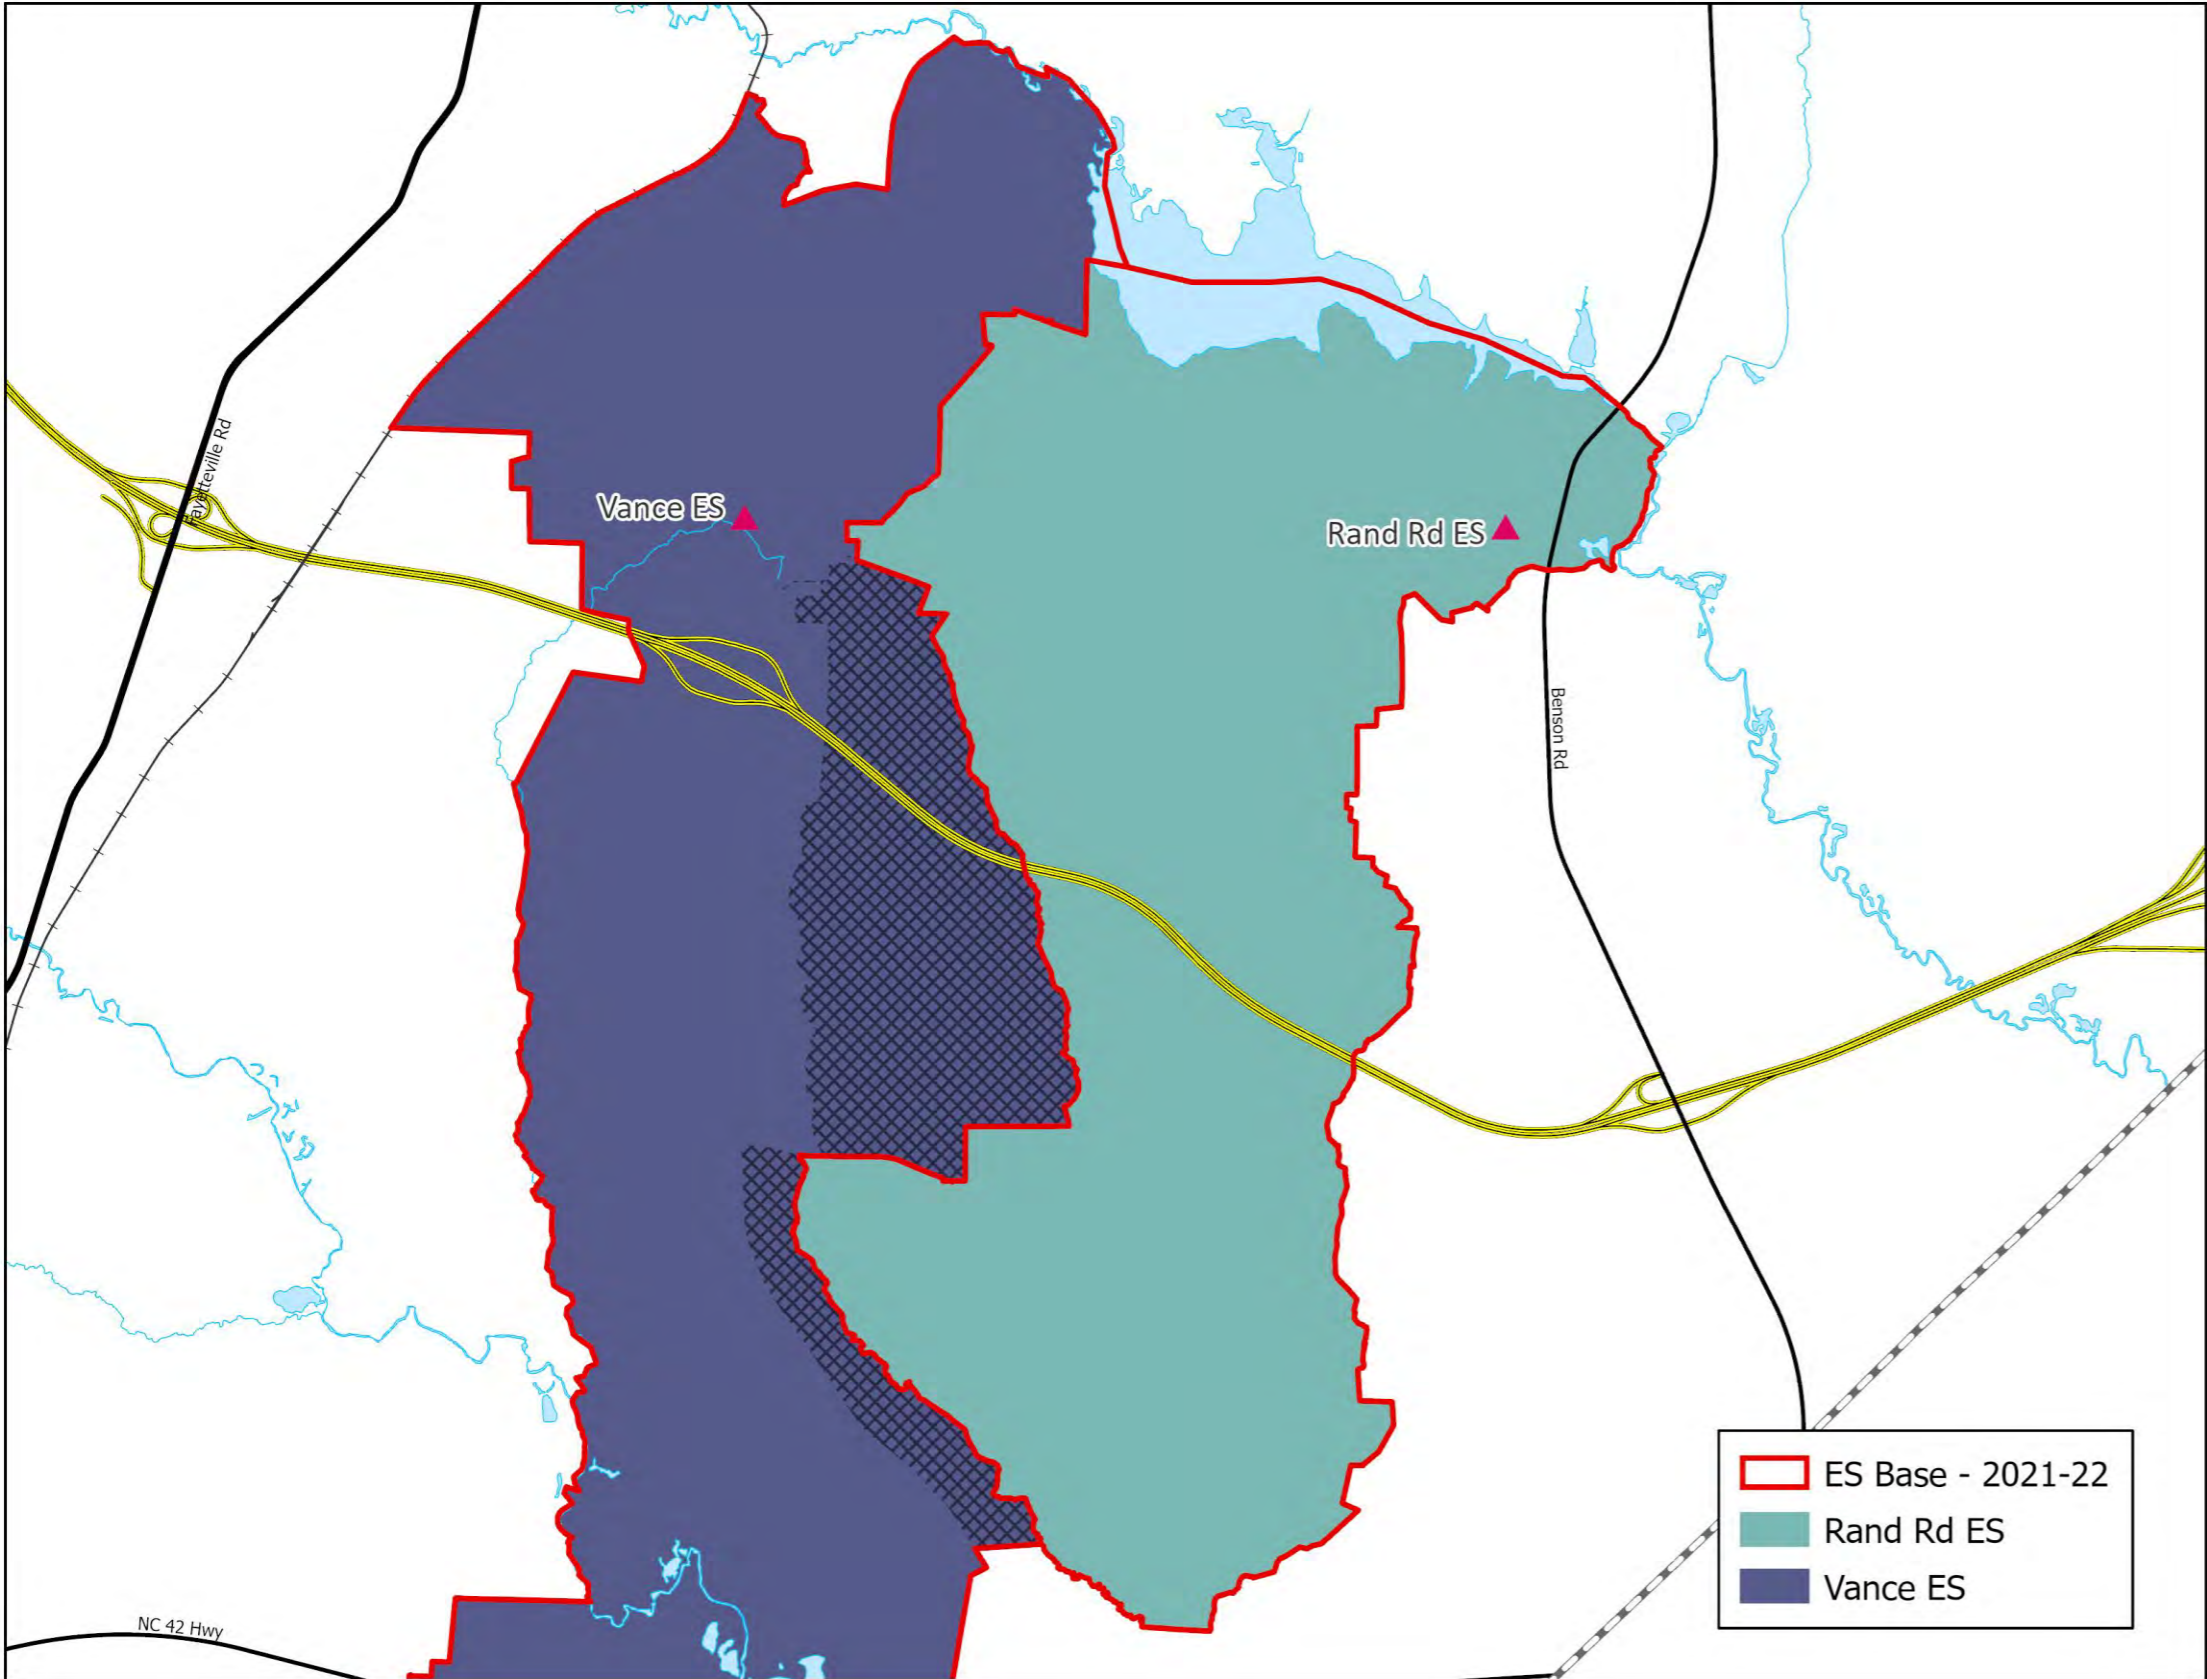 Fayetteville Rd
Vance ES
Rand Rd ES
Benson Rd
NC 42 Hwy
ES Base - 2021-22
Rand Rd ES
Vance ES